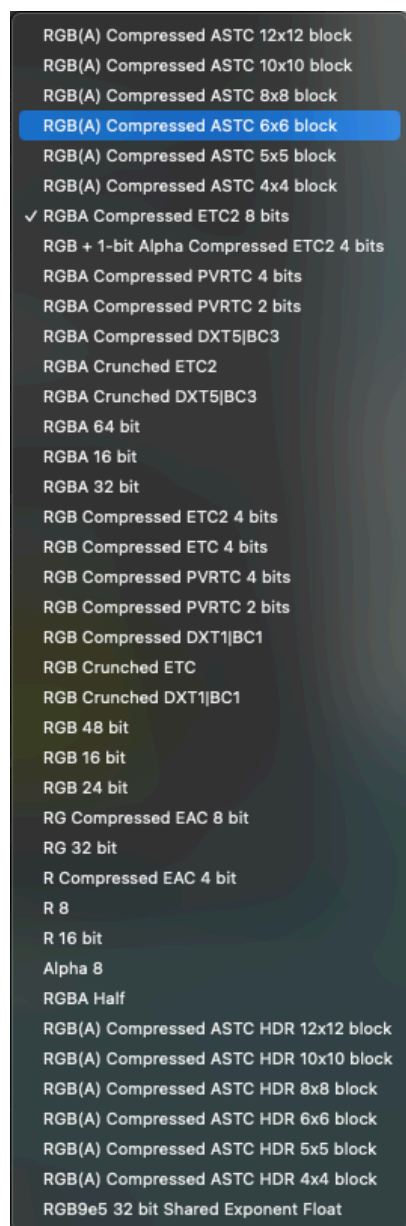 RGB(A) Compressed ASTC 12x12 block
RGB(A) Compressed ASTC 10x10 block
RGB(A) Compressed ASTC 8x8 block
RGB(A) Compressed ASTC 6x6 block
RGB(A) Compressed ASTC 5x5 block
RGB(A) Compressed ASTC 4x4 block
✓ RGBA Compressed ETC2 8 bits
RGB + 1-bit Alpha Compressed ETC2 4 bits
RGBA Compressed PVRTC 4 bits
RGBA Compressed PVRTC 2 bits
RGBA Compressed DXT5|BC3
RGBA Crunched ETC2
RGBA Crunched DXT5|BC3
RGBA 64 bit
RGBA 16 bit
RGBA 32 bit
RGB Compressed ETC2 4 bits
RGB Compressed ETC 4 bits
RGB Compressed PVRTC 4 bits
RGB Compressed PVRTC 2 bits
RGB Compressed DXT1|BC1
RGB Crunched ETC
RGB Crunched DXT1|BC1
RGB 48 bit
RGB 16 bit
RGB 24 bit
RG Compressed EAC 8 bit
RG 32 bit
R Compressed EAC 4 bit
R 8
R 16 bit
Alpha 8
RGBA Half
RGB(A) Compressed ASTC HDR 12x12 block
RGB(A) Compressed ASTC HDR 10x10 block
RGB(A) Compressed ASTC HDR 8x8 block
RGB(A) Compressed ASTC HDR 6x6 block
RGB(A) Compressed ASTC HDR 5x5 block
RGB(A) Compressed ASTC HDR 4x4 block
RGB9e5 32 bit Shared Exponent Float